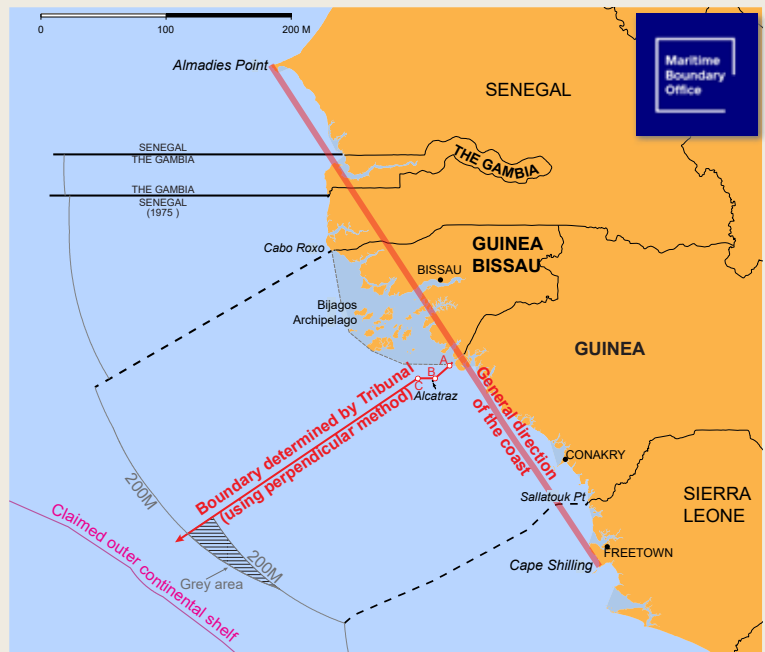 0
100
200 M
Maritime
Boundary
Office
Almadies Point
SENEGAL
SENEGAL
THE GAMBIA
THE GAMBIA
THE GAMBIA
SENEGAL
(1975 )
Cabo Roxo
GUINEA
BISSAU
BISSAU
Bijagos
Archipelago
GUINEA
A
B
C
Alcatraz
General direction
of the coast
Boundary determined by Tribunal
(using perpendicular method)
CONAKRY
Sallatouk Pt
SIERRA
LEONE
FREETOWN
Cape Shilling
200M
200M
Grey area
Claimed outer continental shelf